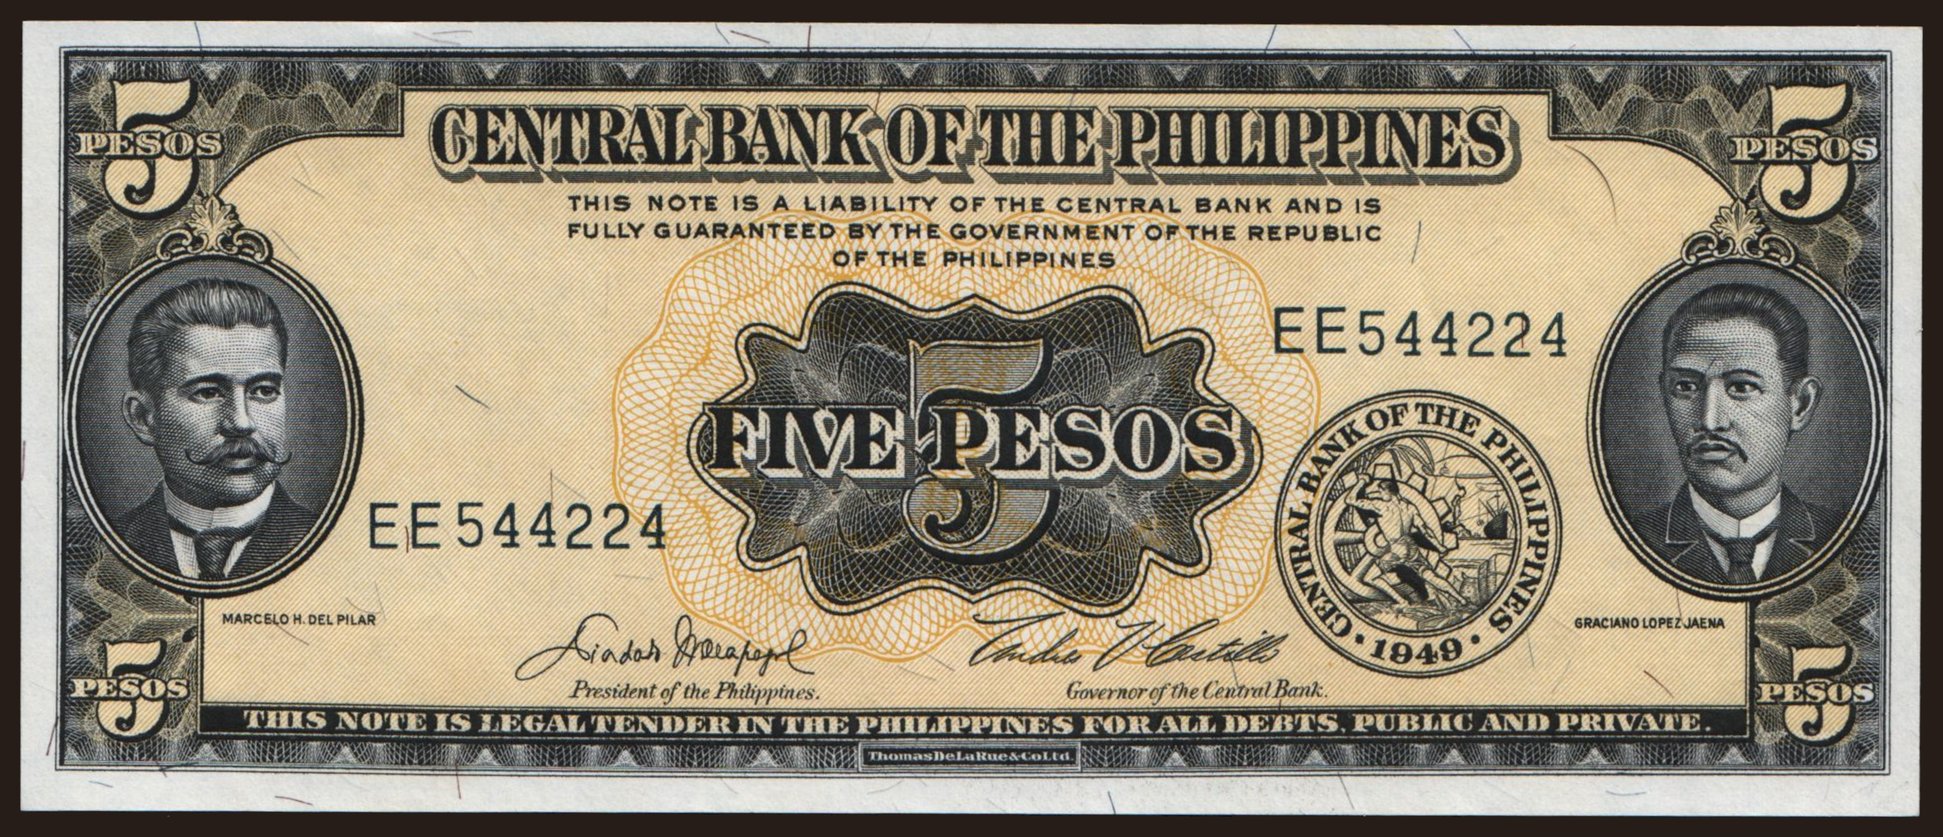 5
PESOS
5
PESOS
CENTRAL BANK OF THE PHILIPPINES
THIS NOTE IS A LIABILITY OF THE CENTRAL BANK AND IS
FULLY GUARANTEED BY THE GOVERNMENT OF THE REPUBLIC
OF THE PHILIPPINES
EE544224
5
FIVE PESOS
CENTRAL BANK OF THE PHILIPPINES
• 1949 •
EE544224
MARCELO H. DEL PILAR
GRACIANO LOPEZ JAENA
Diosdado Macapagal
Andres V Castillo
President of the Philippines.
Governor of the Central Bank.
5
PESOS
5
PESOS
THIS NOTE IS LEGAL TENDER IN THE PHILIPPINES FOR ALL DEBTS, PUBLIC AND PRIVATE.
Thomas De La Rue & Co Ltd.